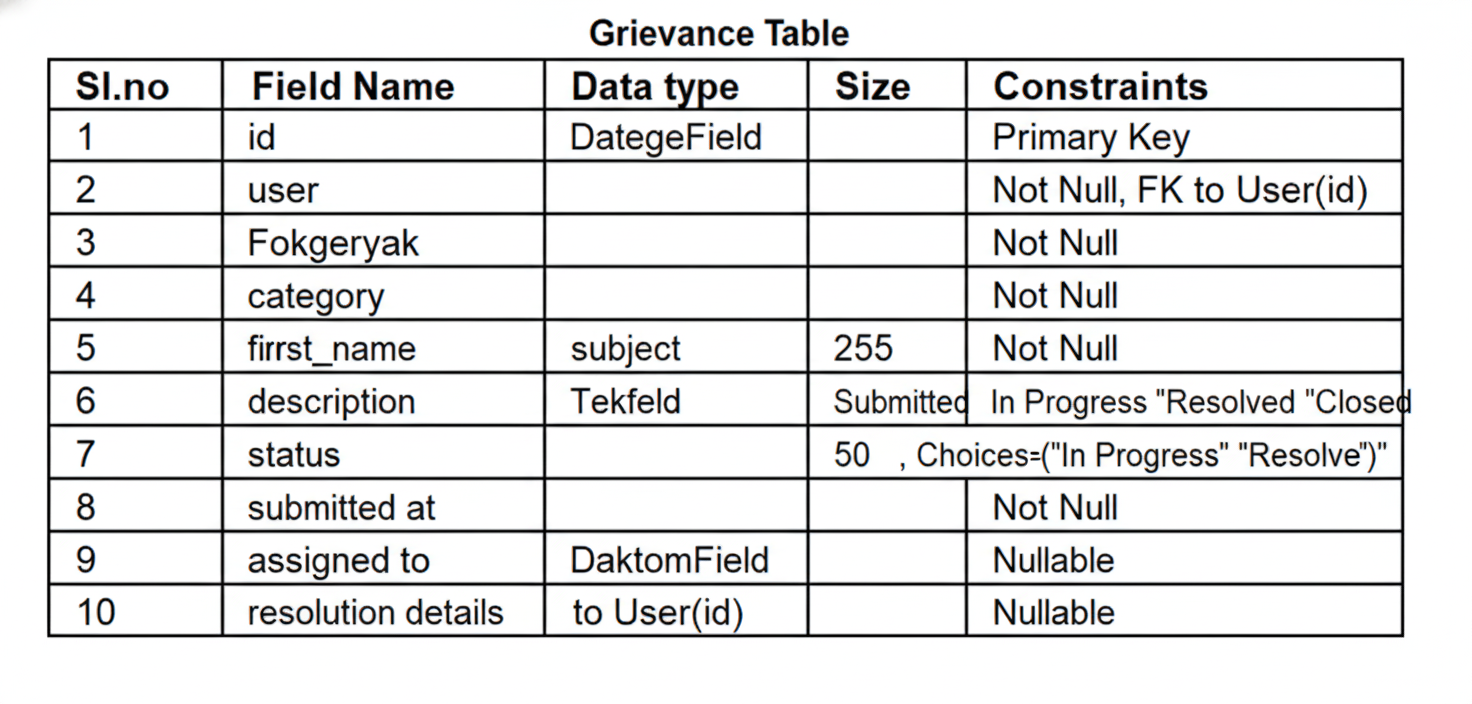 Grievance Table
Sl.no Field Name Data type Size Constraints
1 id DategeField Primary Key
2 user Not Null, FK to User(id)
3 Fokgeryak Not Null
4 category Not Null
5 firrst_name subject 255 Not Null
6 description Tekfeld Submitted In Progress "Resolved "Closed
7 status 50 , Choices=("In Progress" "Resolve")"
8 submitted at Not Null
9 assigned to DaktomField Nullable
10 resolution details to User(id) Nullable